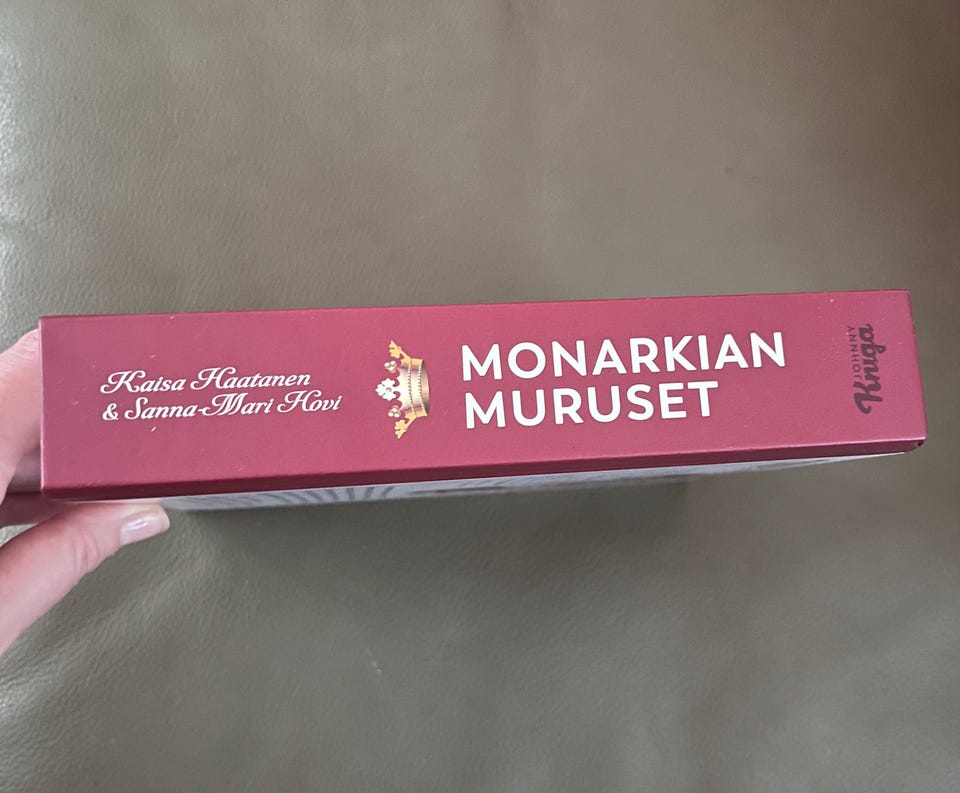 Kaisa Haatanen
& Sanna-Mari Hovi
MONARKIAN
MURUSET
JOHNNY
Kniga